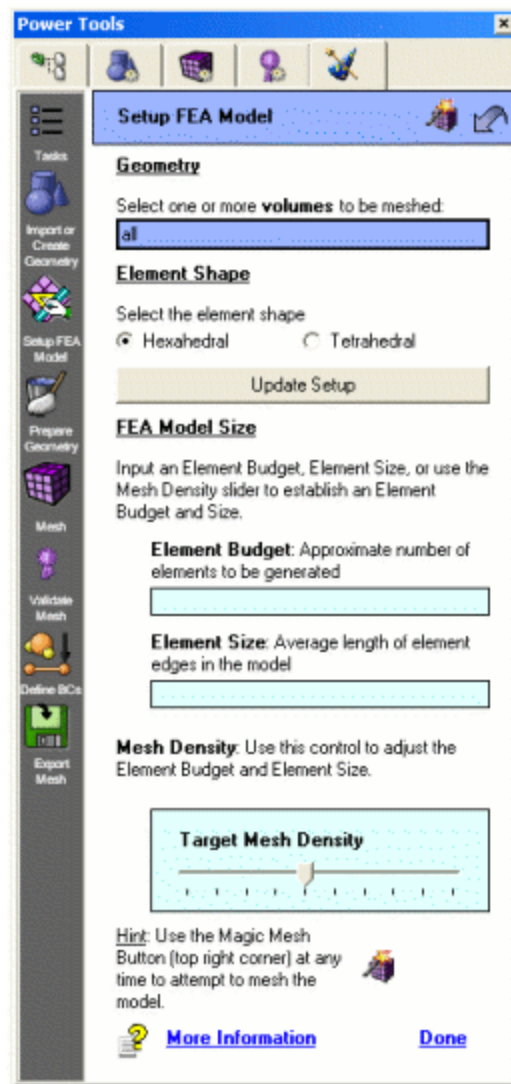 Power Tools
Setup FEA Model
Tasks
Import or
Create
Geometry
Setup FEA
Model
Prepare
Geometry
Mesh
Validate
Mesh
Define BCs
Export
Mesh
Geometry
Select one or more volumes to be meshed:
all
Element Shape
Select the element shape
Hexahedral
Tetrahedral
Update Setup
FEA Model Size
Input an Element Budget, Element Size, or use the
Mesh Density slider to establish an Element
Budget and Size.
Element Budget: Approximate number of
elements to be generated
Element Size: Average length of element
edges in the model
Mesh Density: Use this control to adjust the
Element Budget and Element Size.
Target Mesh Density
Hint: Use the Magic Mesh
Button (top right corner) at any
time to attempt to mesh the
model.
More Information
Done